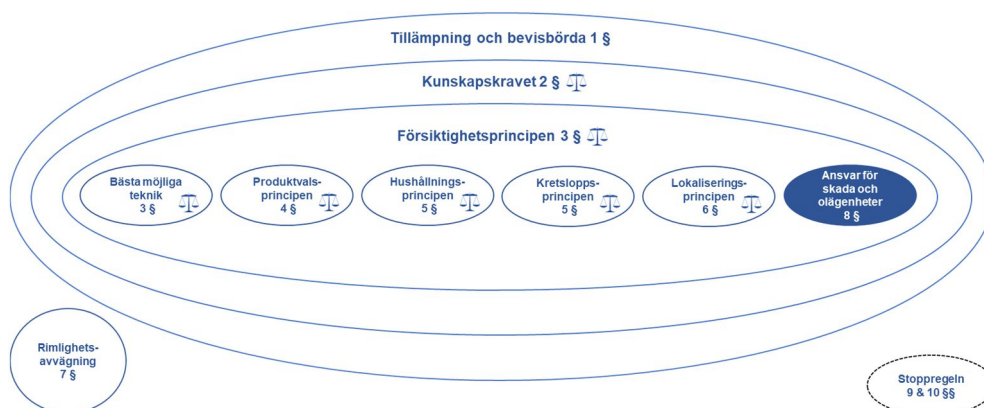 Tillämpning och bevisbörda 1 §
Kunskapskravet 2 §
Försiktighetsprincipen 3 §
Bästa möjliga
teknik
3 §
Produktvals-
principen
4 §
Hushållnings-
principen
5 §
Kretslopps-
principen
5 §
Lokaliserings-
principen
6 §
Ansvar för
skada och
olägenheter
8 §
Rimlighets-
avvägning
7 §
Stoppregeln
9 & 10 §§